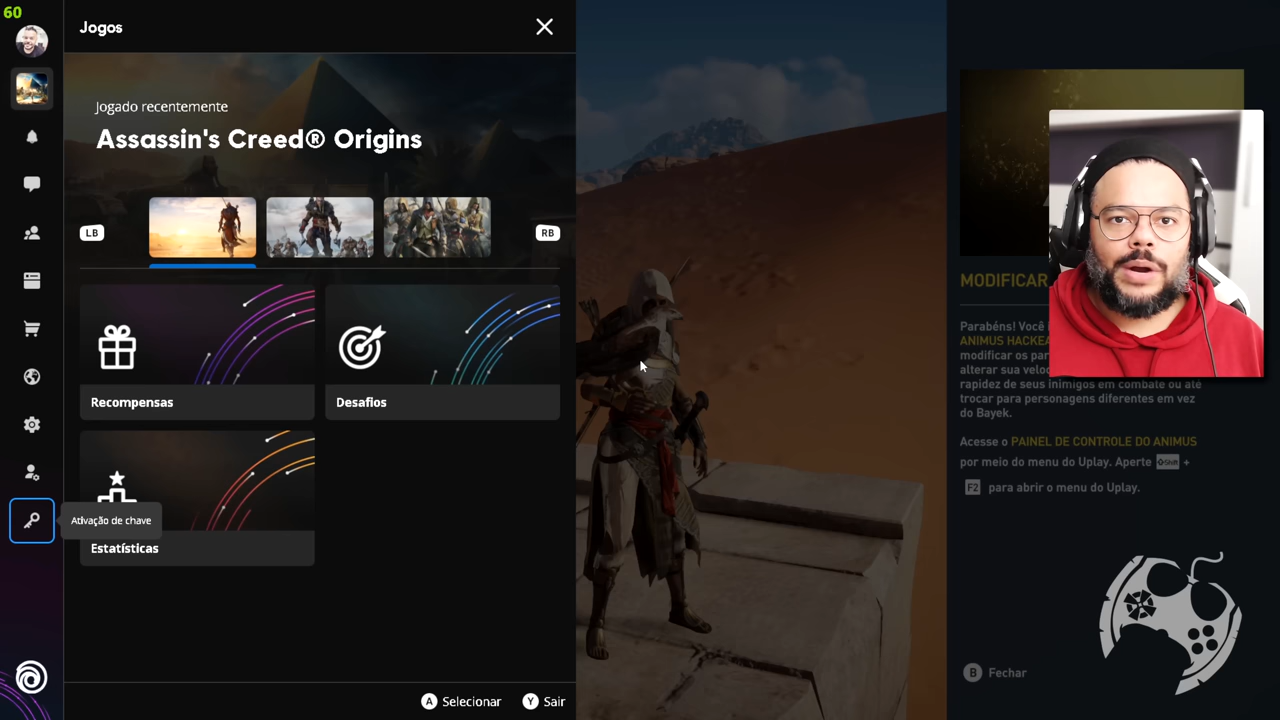 60
Jogos
Jogado recentemente
Assassin's Creed® Origins
LB
RB
Recompensas
Desafios
Ativação de chave
Estatísticas
A Selecionar
Y Sair
MODIFICAR
Parabéns! Você
ANIMUS
modificar os
alterar sua
rapidez de seus inimigos em combate ou até
trocar para personagens diferentes em vez
do Bayek.
Acesse o PAINEL DE CONTROLE DO ANIMUS
por meio do menu do Uplay. Aperte Shift +
F2 para abrir o menu do Uplay.
B Fechar